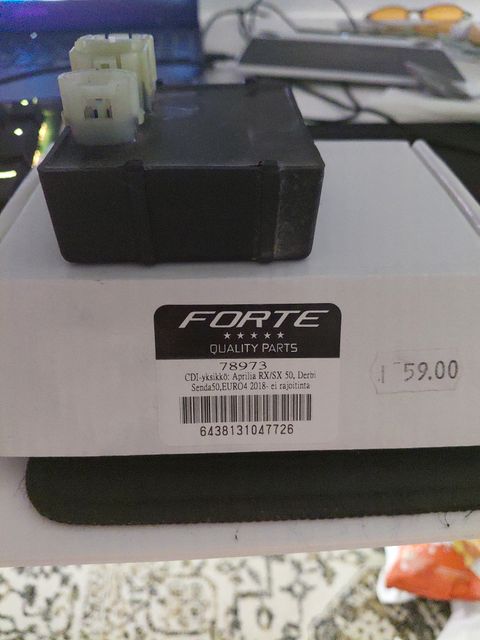 FORTE
QUALITY PARTS
78973
CDI-yksikkö: Aprilia RX/SX 50, Derbi
Senda50,EURO4 2018- ei rajoitinta
6438131047726
59.00